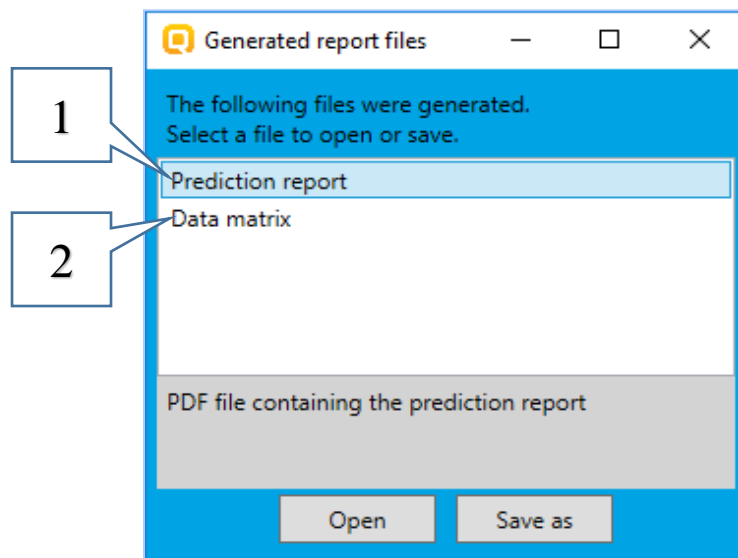 Generated report files
The following files were generated.
Select a file to open or save.
1
Prediction report
2
Data matrix
PDF file containing the prediction report
Open
Save as